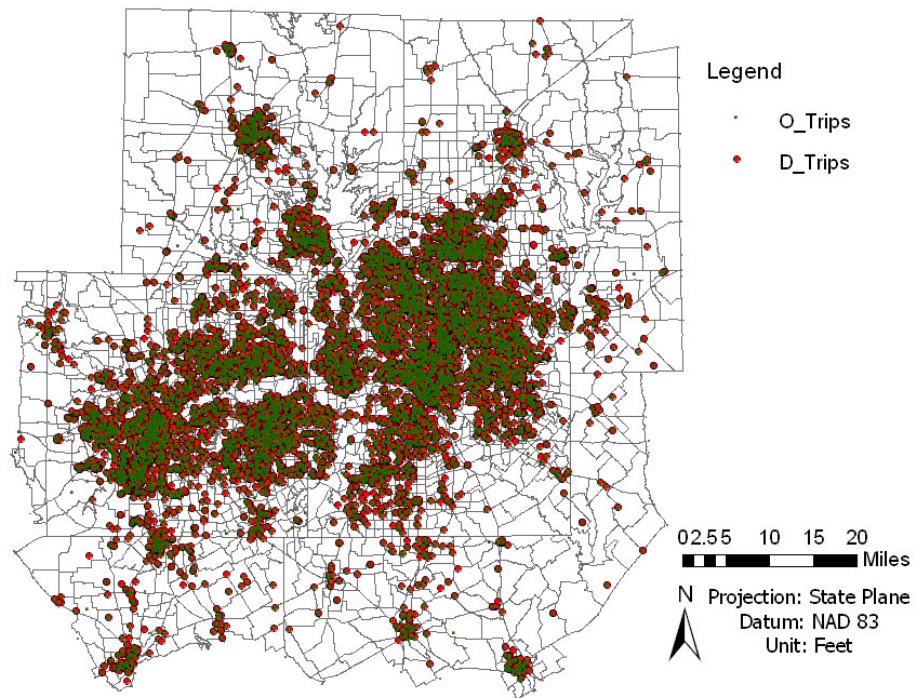 Legend
O_Trips
D_Trips
0 2.5 5 10 15 20
Miles
N
Projection: State Plane
Datum: NAD 83
Unit: Feet